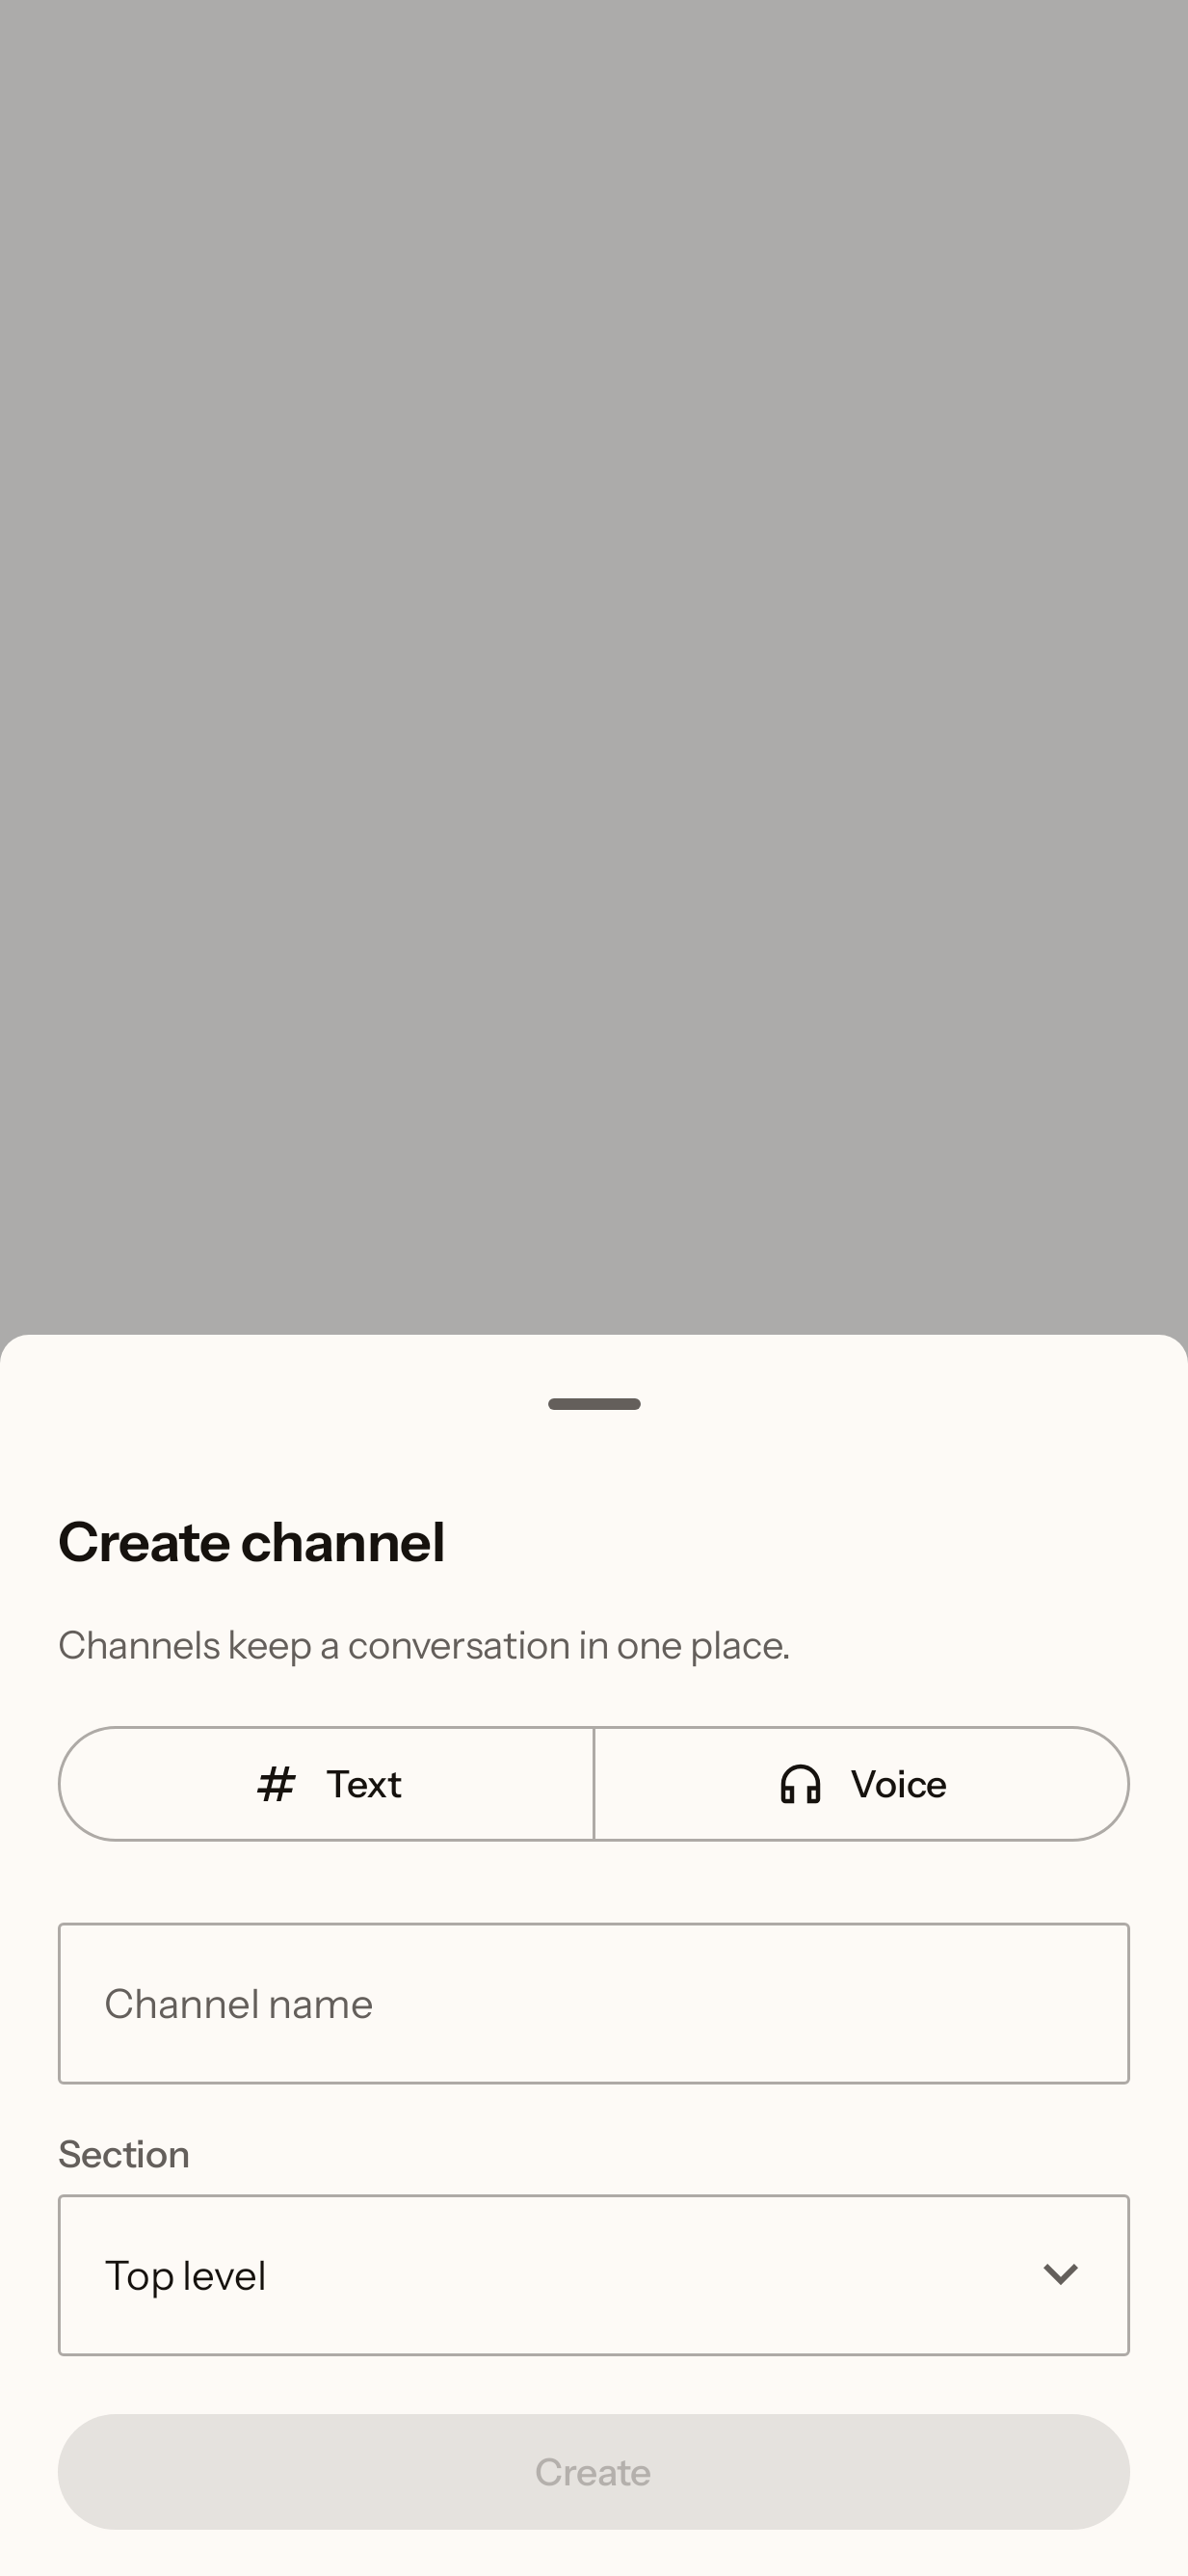 Create channel
Channels keep a conversation in one place.
# Text
Voice
Channel name
Section
Top level
Create